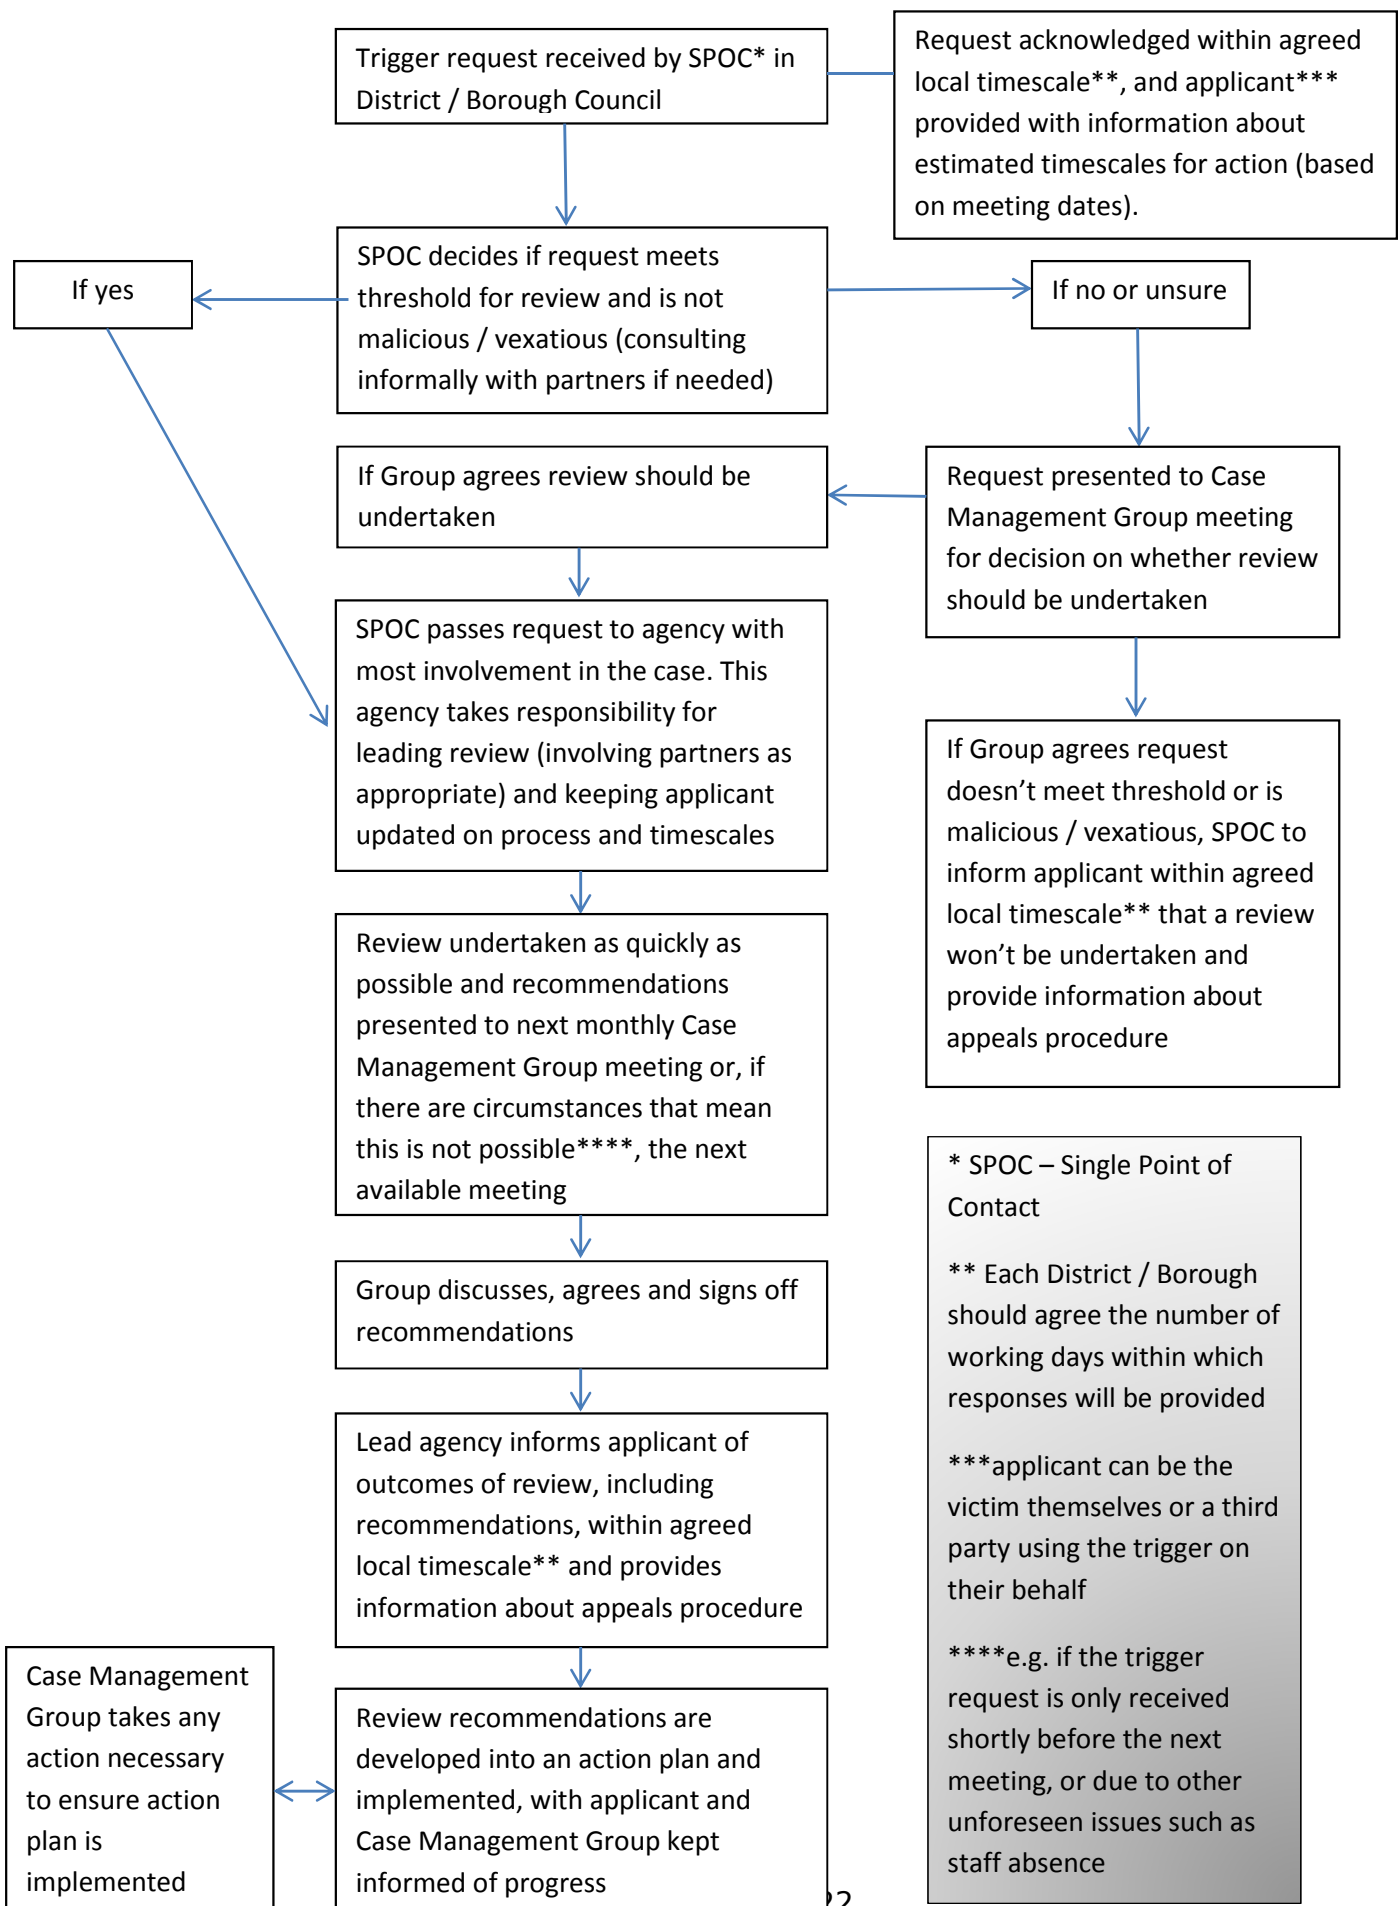 Trigger request received by SPOC* in
District / Borough Council
Request acknowledged within agreed
local timescale**, and applicant***
provided with information about
estimated timescales for action (based
on meeting dates).
If yes
SPOC decides if request meets
threshold for review and is not
malicious / vexatious (consulting
informally with partners if needed)
If no or unsure
If Group agrees review should be
undertaken
Request presented to Case
Management Group meeting
for decision on whether review
should be undertaken
SPOC passes request to agency with
most involvement in the case. This
agency takes responsibility for
leading review (involving partners as
appropriate) and keeping applicant
updated on process and timescales
If Group agrees request
doesn’t meet threshold or is
malicious / vexatious, SPOC to
inform applicant within agreed
local timescale** that a review
won’t be undertaken and
provide information about
appeals procedure
Review undertaken as quickly as
possible and recommendations
presented to next monthly Case
Management Group meeting or, if
there are circumstances that mean
this is not possible****, the next
available meeting
Group discusses, agrees and signs off
recommendations
Lead agency informs applicant of
outcomes of review, including
recommendations, within agreed
local timescale** and provides
information about appeals procedure
Case Management
Group takes any
action necessary
to ensure action
plan is
implemented
Review recommendations are
developed into an action plan and
implemented, with applicant and
Case Management Group kept
informed of progress
* SPOC – Single Point of
Contact
** Each District / Borough
should agree the number of
working days within which
responses will be provided
***applicant can be the
victim themselves or a third
party using the trigger on
their behalf
****e.g. if the trigger
request is only received
shortly before the next
meeting, or due to other
unforeseen issues such as
staff absence